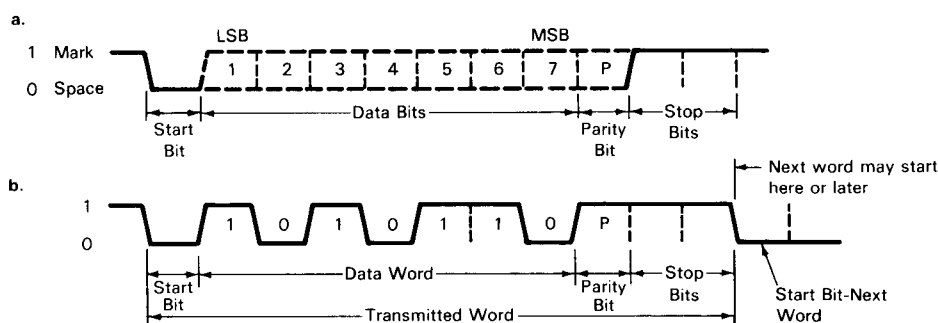 a.
LSB MSB
1 Mark
1 2 3 4 5 6 7 P
0 Space
Start Bit
Data Bits
Parity Bit
Stop Bits
Next word may start here or later
b.
1
1 0 1 0 1 1 0 P
0
Start Bit
Data Word
Parity Bit
Stop Bits
Start Bit-Next Word
Transmitted Word